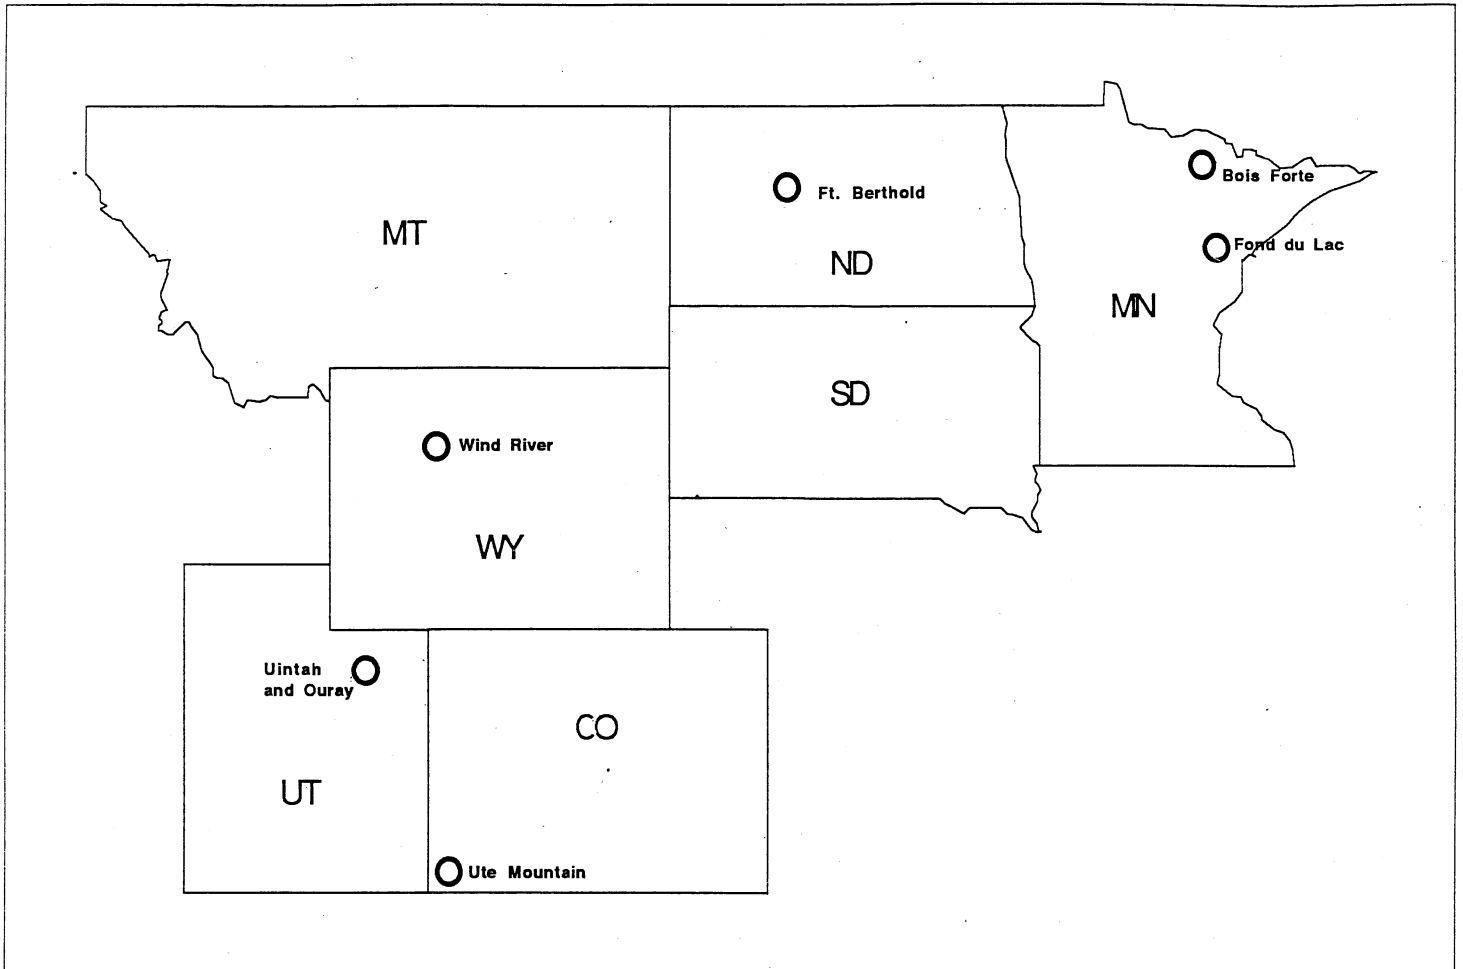 Bois Forte
Ft. Berthold
MT
Fond du Lac
ND
MN
SD
Wind River
WY
Uintah
and Ouray
CO
UT
Ute Mountain